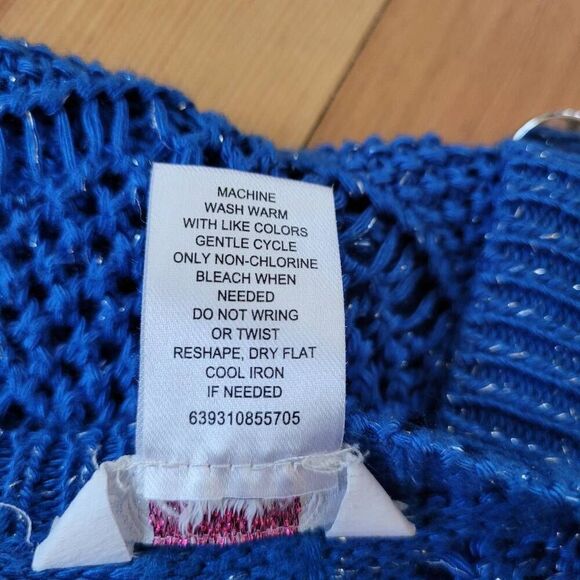 MACHINE
WASH WARM
WITH LIKE COLORS
GENTLE CYCLE
ONLY NON-CHLORINE
BLEACH WHEN
NEEDED
DO NOT WRING
OR TWIST
RESHAPE, DRY FLAT
COOL IRON
IF NEEDED
639310855705